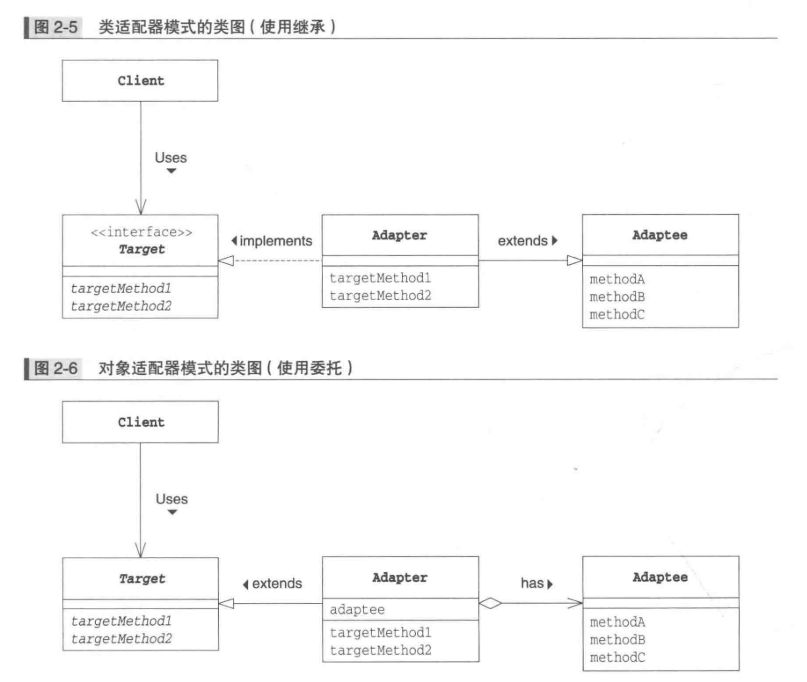 图 2-5 类适配器模式的类图（使用继承）
Client
Uses
<<interface>>
Target
targetMethod1
targetMethod2
implements
Adapter
targetMethod1
targetMethod2
extends
Adaptee
methodA
methodB
methodC
图 2-6 对象适配器模式的类图（使用委托）
Client
Uses
Target
targetMethod1
targetMethod2
extends
Adapter
adaptee
targetMethod1
targetMethod2
has
Adaptee
methodA
methodB
methodC